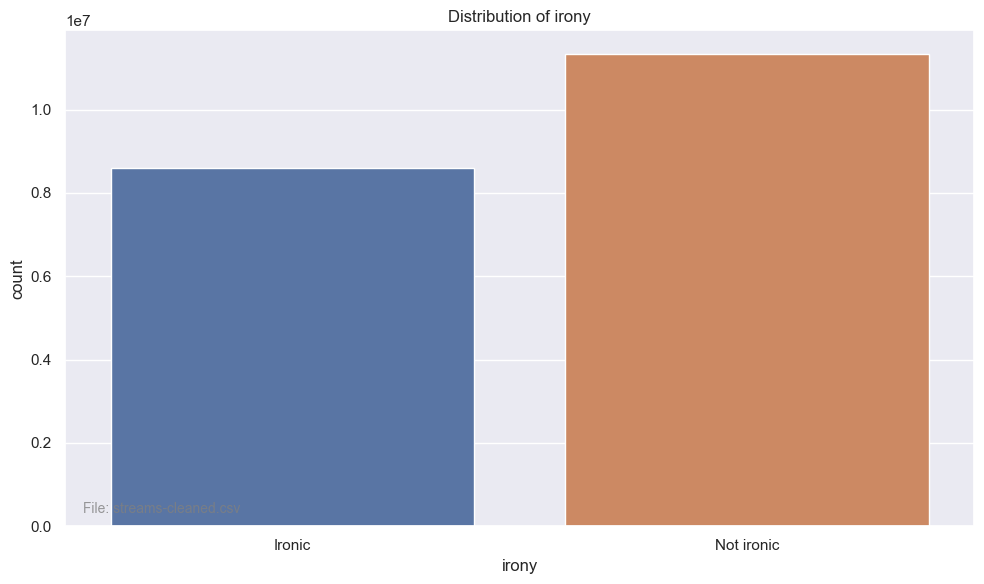 Distribution of irony
1e7
1.0
0.8
0.6
0.4
0.2
0.0
count
File: streams-cleaned.csv
Ironic
Not ironic
irony